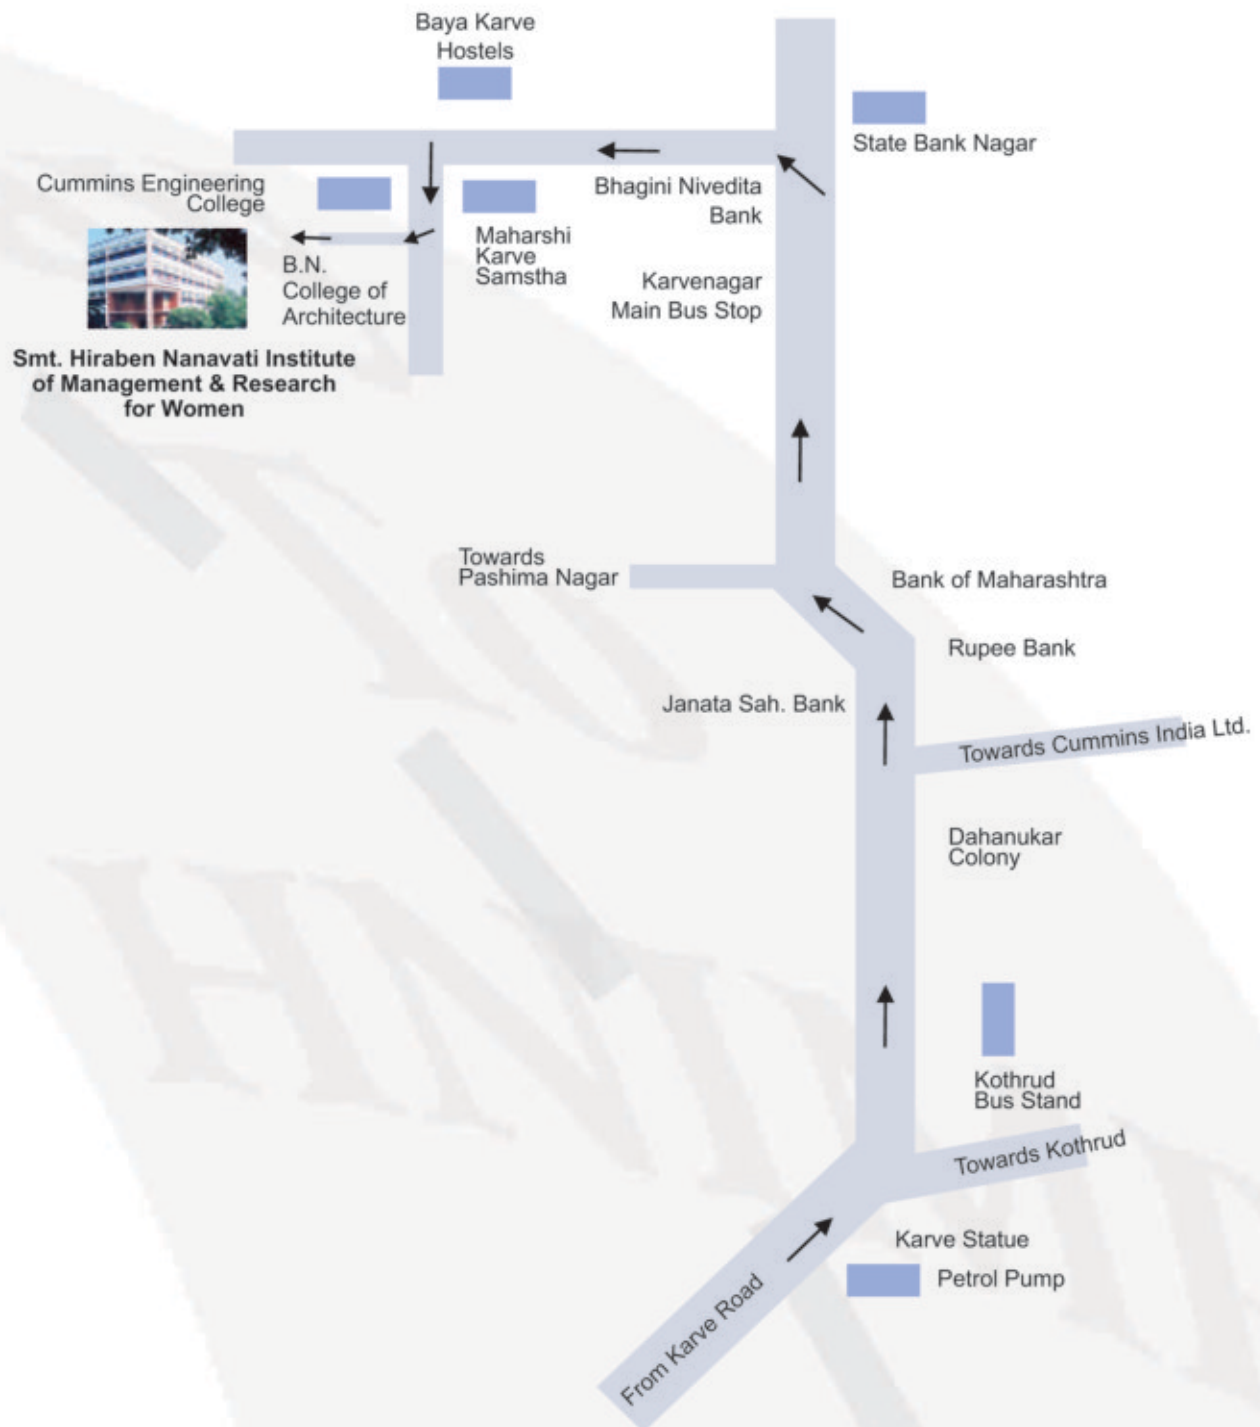 Baya Karve
Hostels
State Bank Nagar
Cummins Engineering
College
Bhagini Nivedita
Bank
Maharshi
Karve
Samstha
B.N.
College of
Architecture
Karvenagar
Main Bus Stop
Smt. Hiraben Nanavati Institute
of Management & Research
for Women
Towards
Pashima Nagar
Bank of Maharashtra
Rupee Bank
Janata Sah. Bank
Towards Cummins India Ltd.
Dahanukar
Colony
Kothrud
Bus Stand
Towards Kothrud
Karve Statue
Petrol Pump
From Karve Road